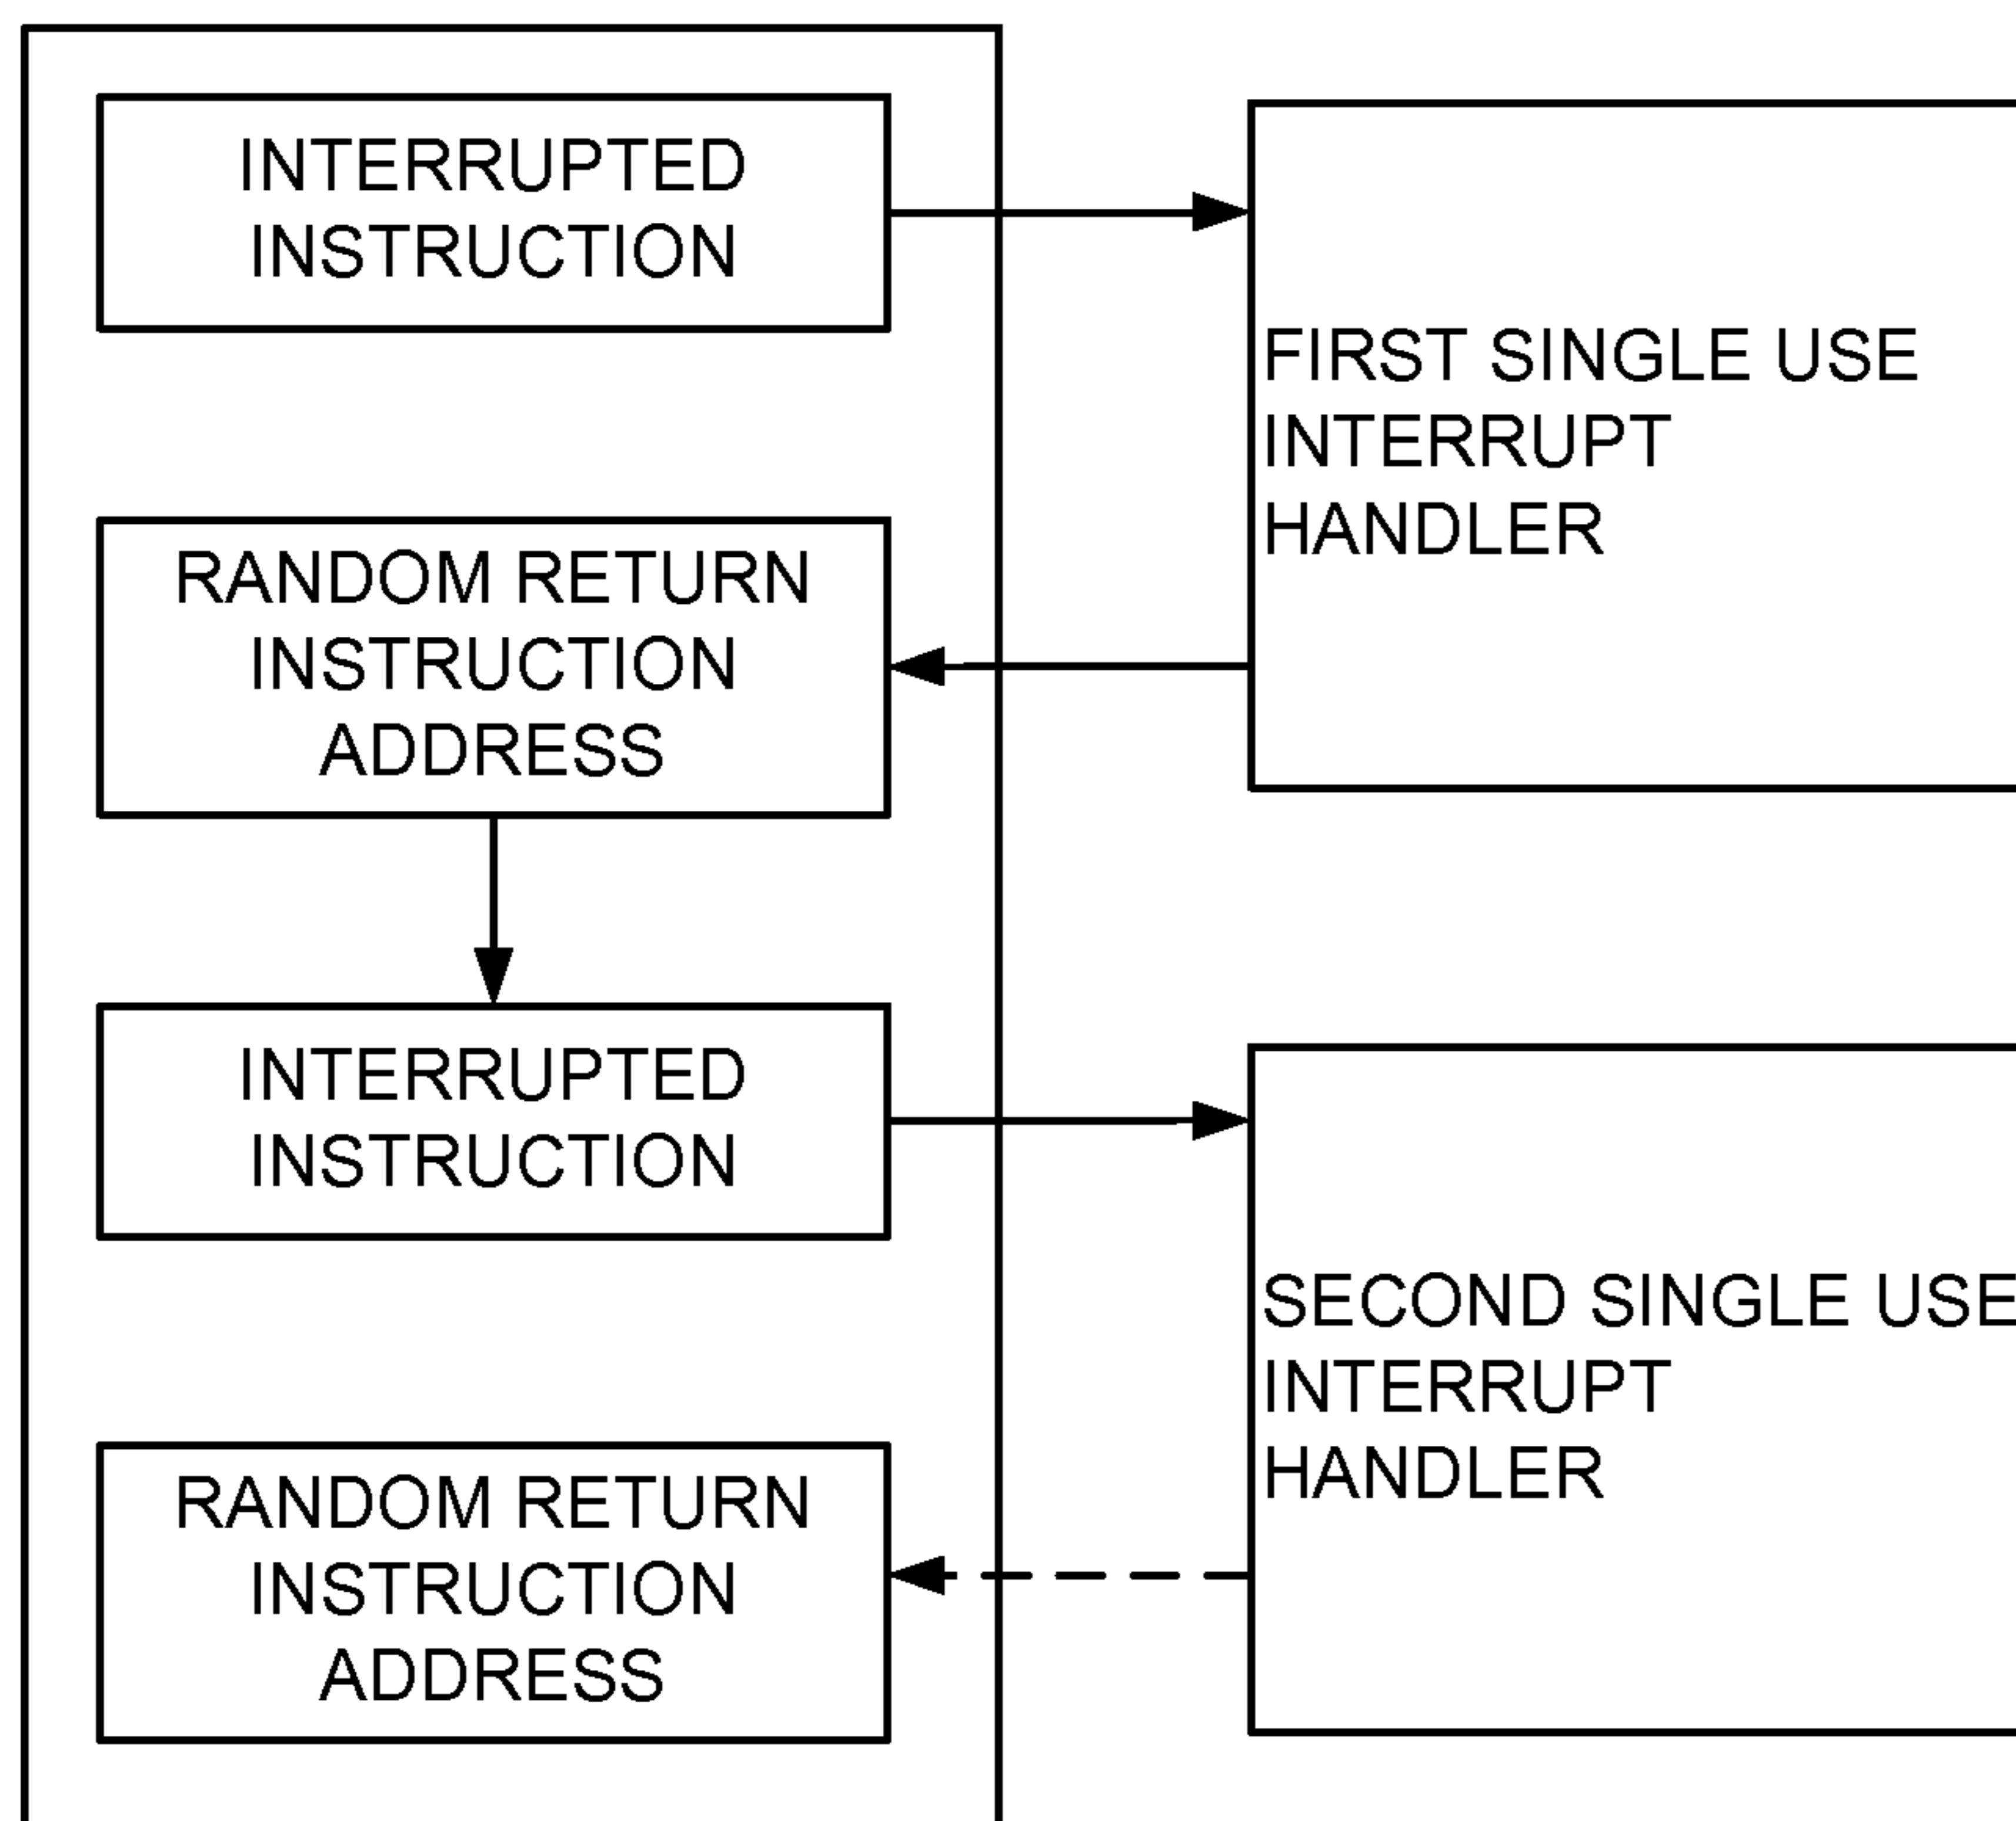 INTERRUPTED
INSTRUCTION
FIRST SINGLE USE
INTERRUPT
HANDLER
RANDOM RETURN
INSTRUCTION
ADDRESS
INTERRUPTED
INSTRUCTION
SECOND SINGLE USE
INTERRUPT
HANDLER
RANDOM RETURN
INSTRUCTION
ADDRESS